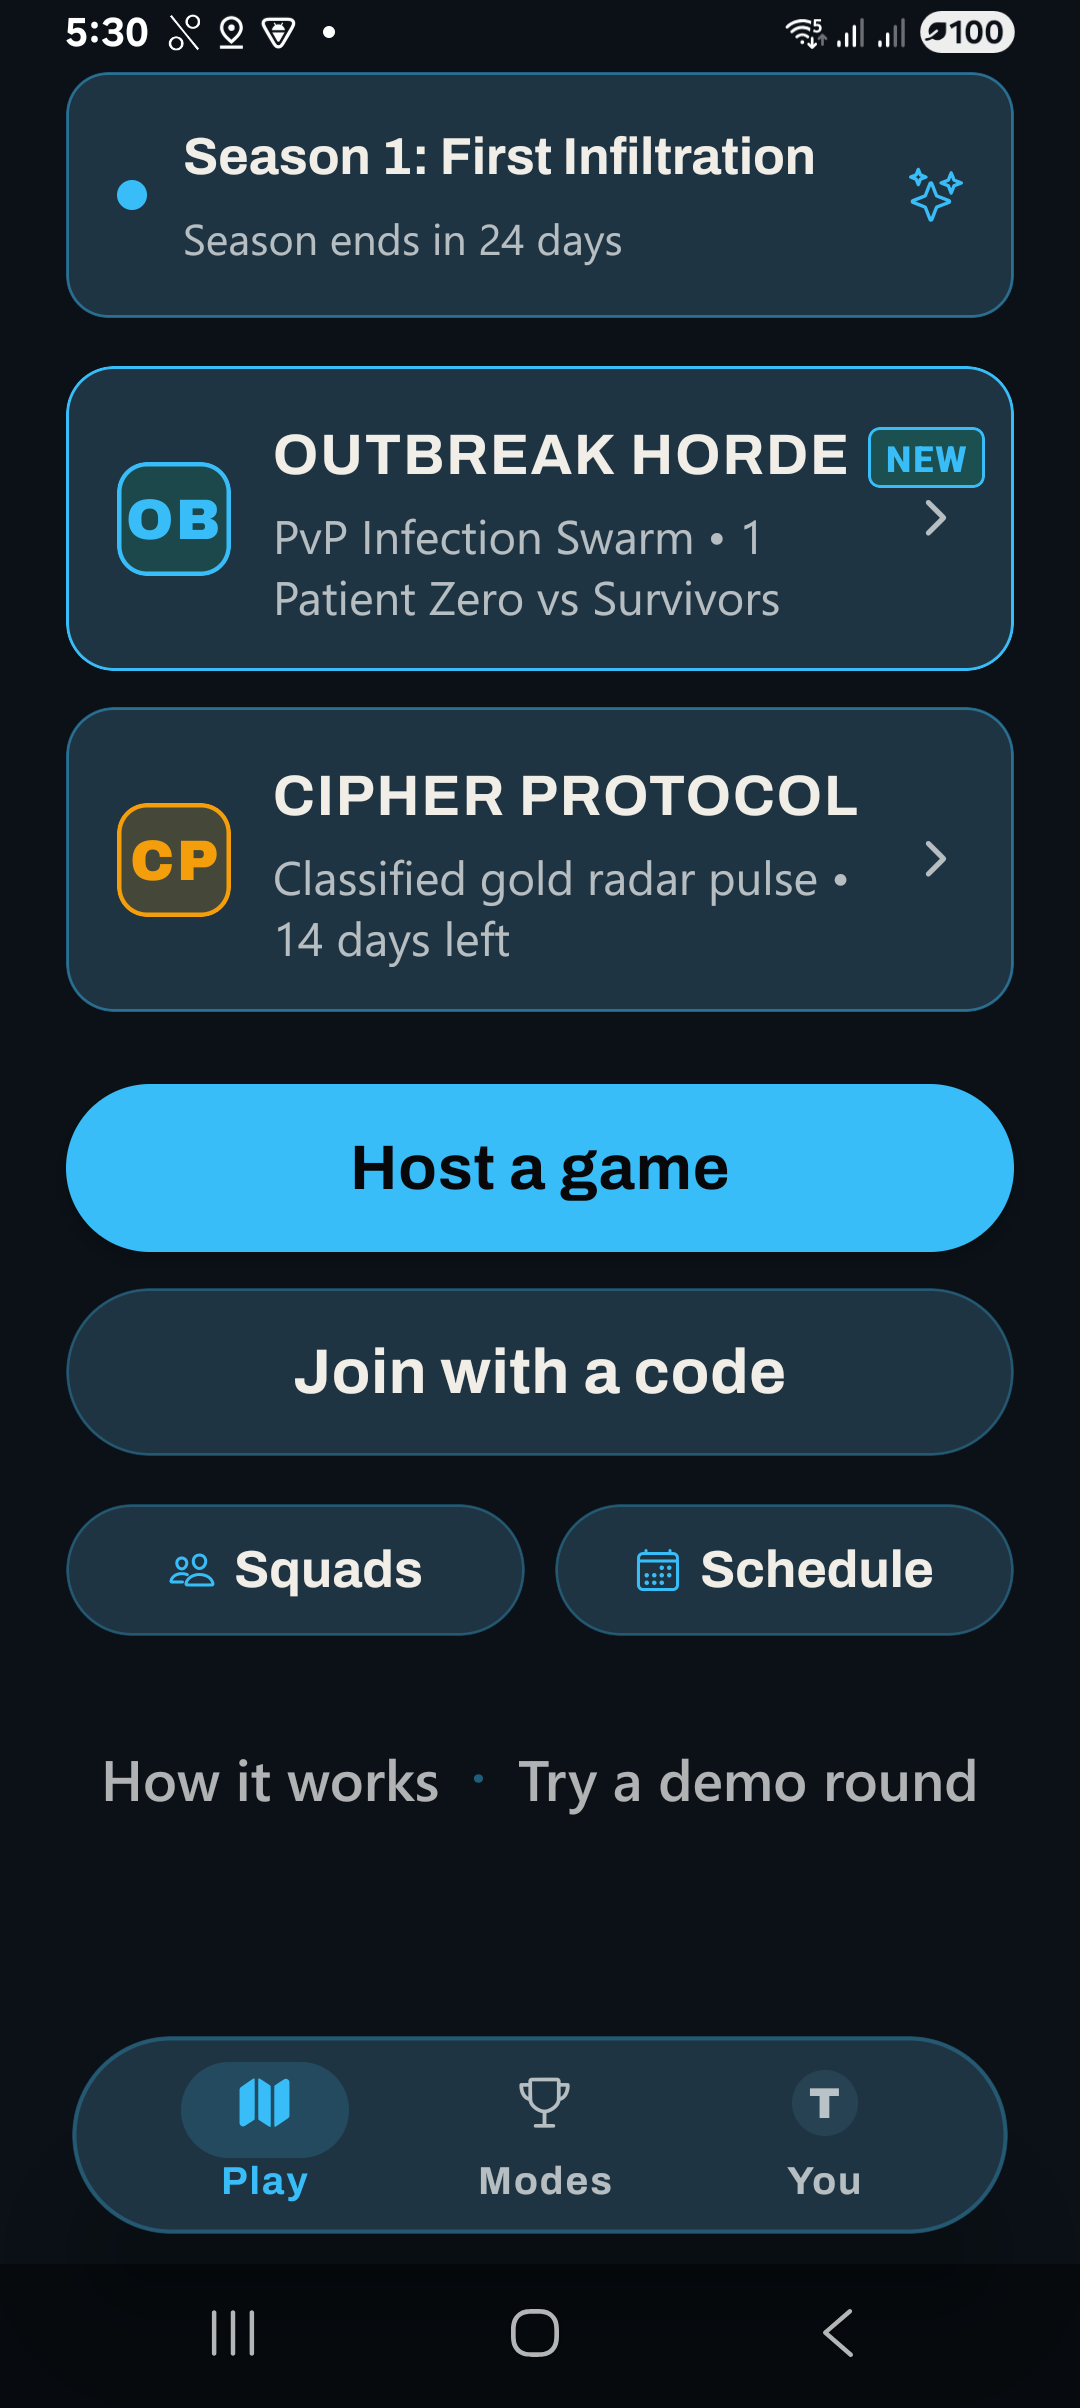 5:30
5
100
Season 1: First Infiltration
Season ends in 24 days
OUTBREAK HORDE NEW
OB
PvP Infection Swarm • 1
Patient Zero vs Survivors
CIPHER PROTOCOL
CP
Classified gold radar pulse •
14 days left
Host a game
Join with a code
Squads
Schedule
How it works · Try a demo round
T
Play
Modes
You